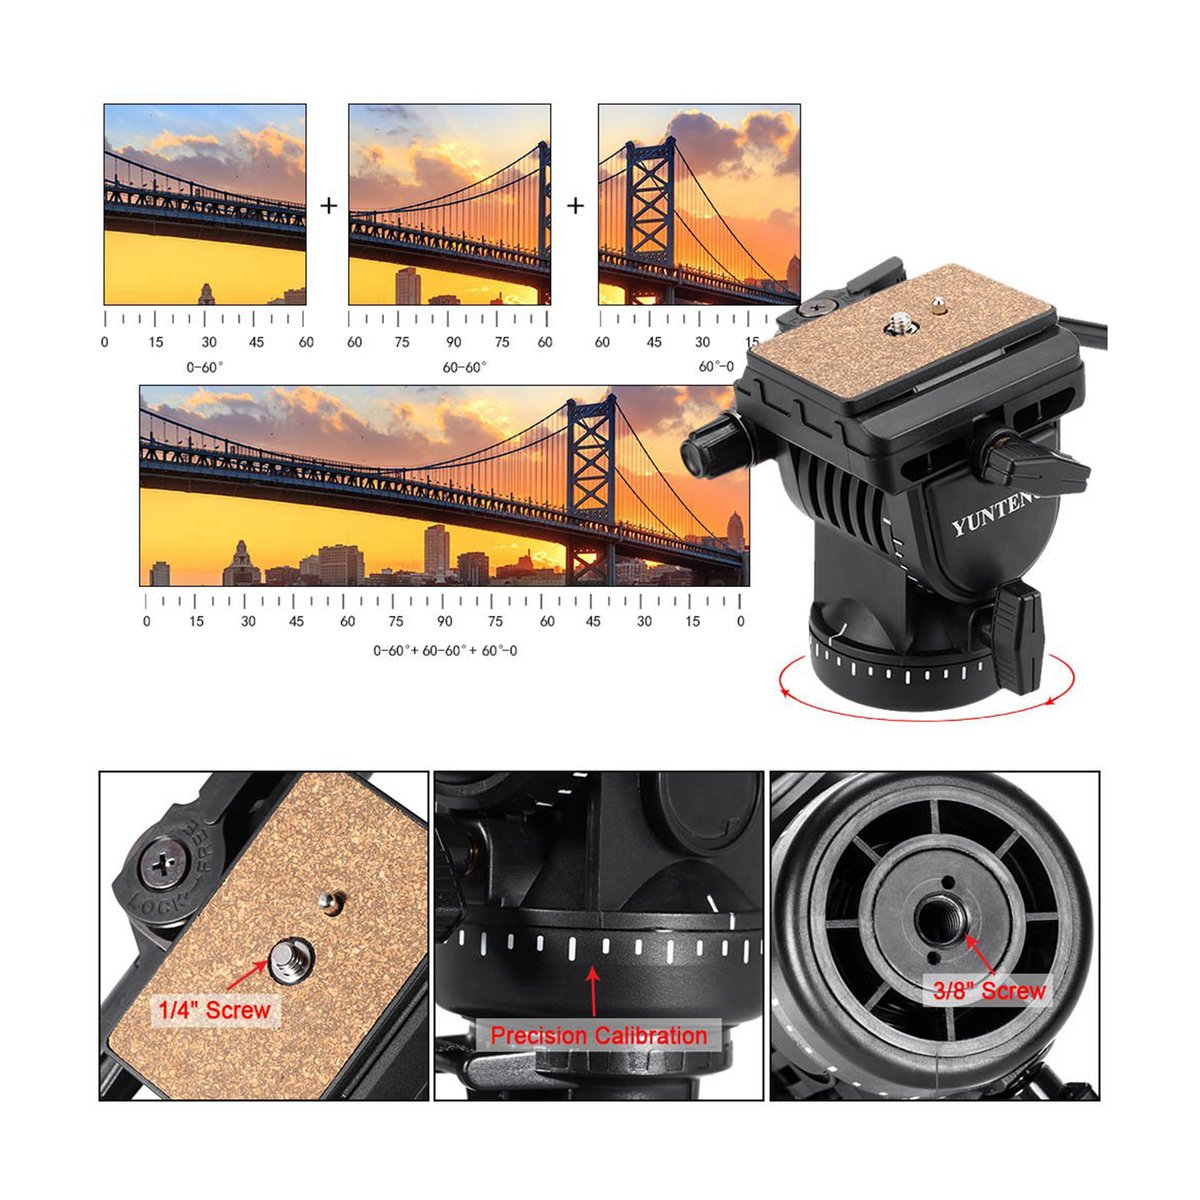 + +
0 15 30 45 60
60 75 90 75 60
60 45 30 15
0-60°
60-60°
60°-0
YUNTENG
0 15 30 45 60 75 90 75 60 45 30 15 0
0-60°+ 60-60°+ 60°-0
LOCK FREE
1/4" Screw
Precision Calibration
3/8" Screw